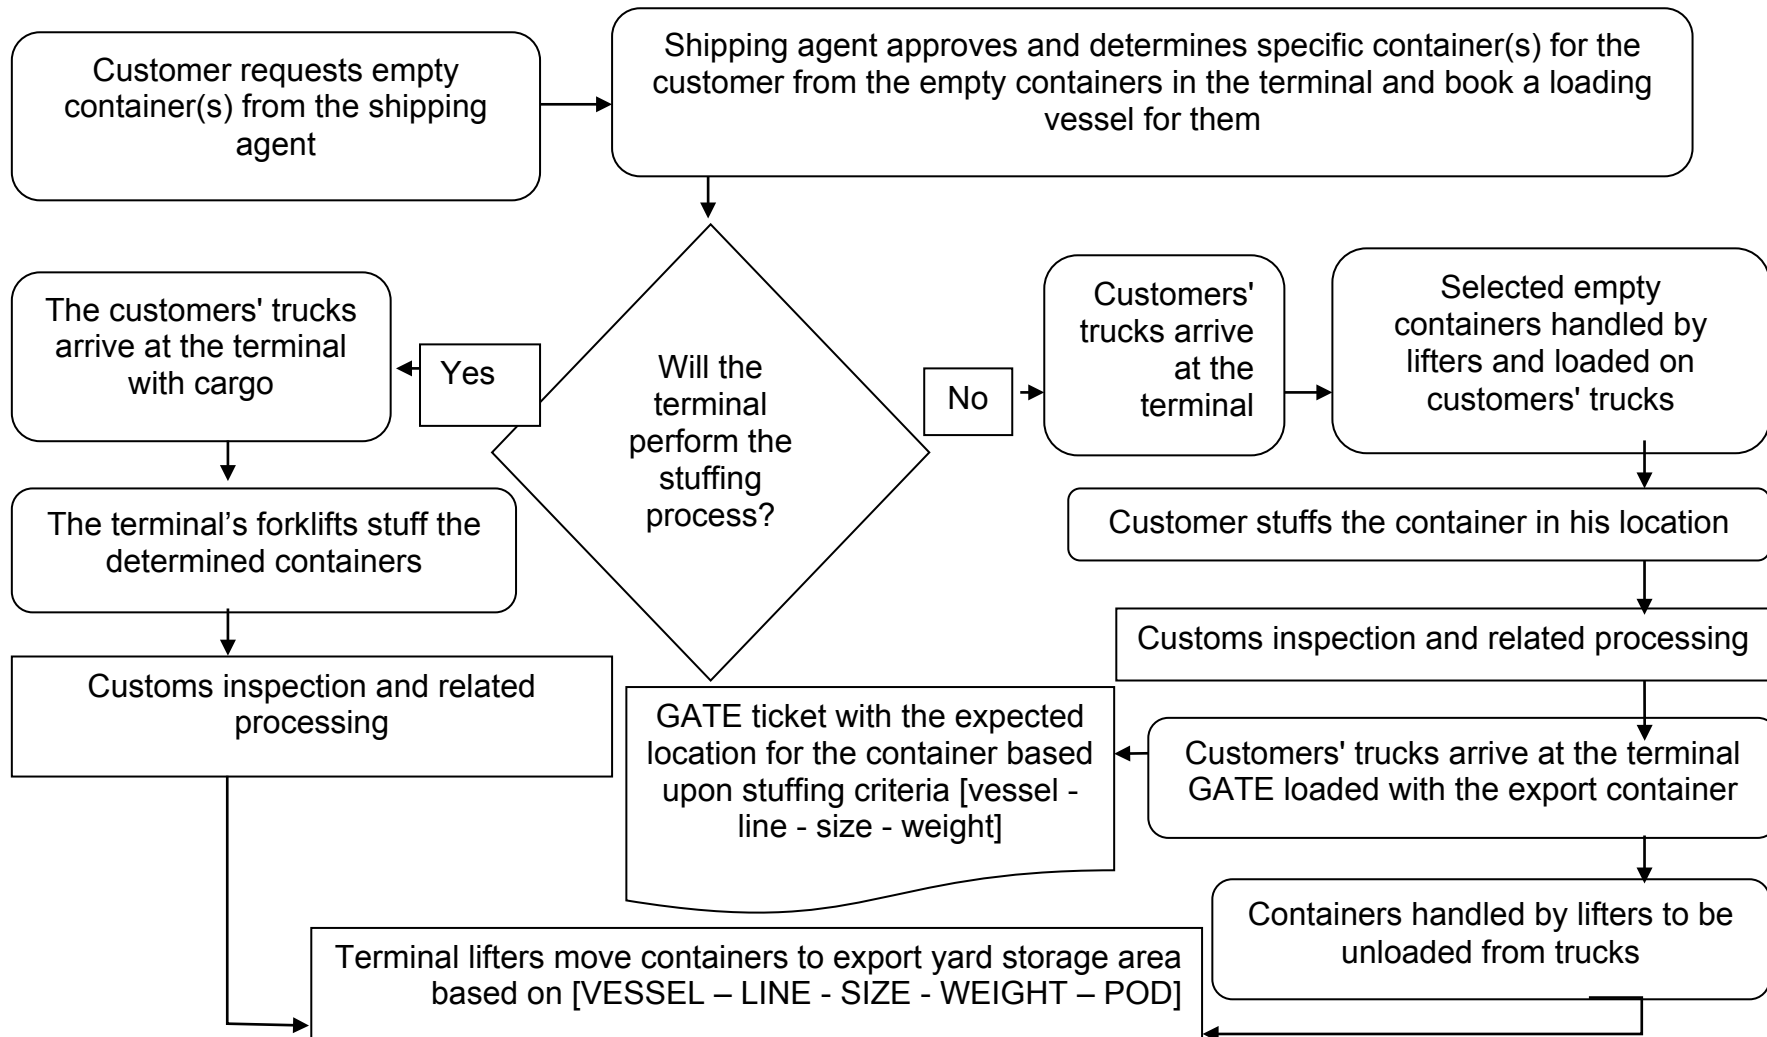 Customer requests empty
container(s) from the shipping
agent
Shipping agent approves and determines specific container(s) for the
customer from the empty containers in the terminal and book a loading
vessel for them
The customers' trucks
arrive at the terminal
with cargo
Yes
Will the
terminal
perform the
stuffing
process?
No
Customers'
trucks arrive
at the
terminal
Selected empty
containers handled by
lifters and loaded on
customers' trucks
The terminal’s forklifts stuff the
determined containers
Customer stuffs the container in his location
Customs inspection and related
processing
Customs inspection and related processing
GATE ticket with the expected
location for the container based
upon stuffing criteria [vessel -
line - size - weight]
Customers' trucks arrive at the terminal
GATE loaded with the export container
Containers handled by lifters to be
unloaded from trucks
Terminal lifters move containers to export yard storage area
based on [VESSEL – LINE - SIZE - WEIGHT – POD]